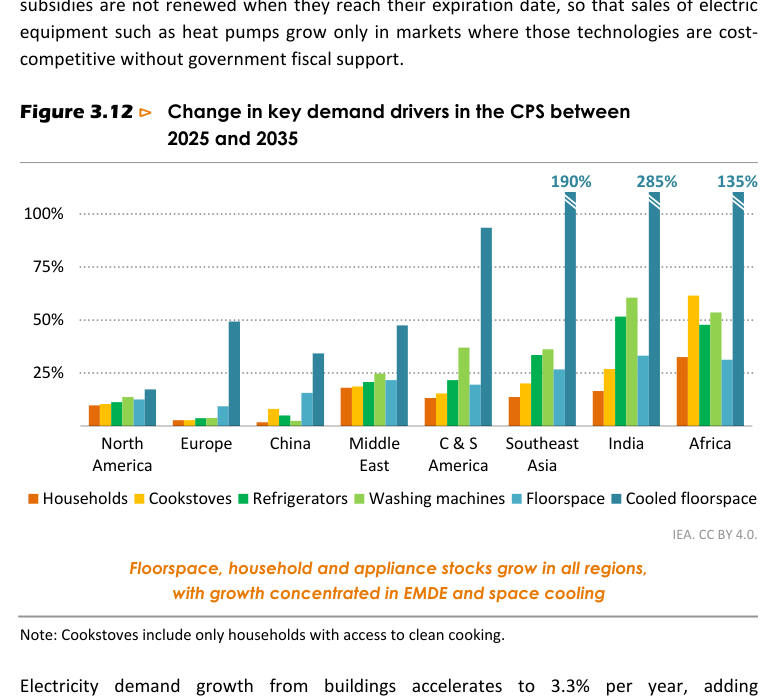 subsidies are not renewed when they reach their expiration date, so that sales of electric
equipment such as heat pumps grow only in markets where those technologies are cost-
competitive without government fiscal support.
Figure 3.12 ▻ Change in key demand drivers in the CPS between
2025 and 2035
190% 285% 135%
100%
75%
50%
25%
North America
Europe
China
Middle East
C & S America
Southeast Asia
India
Africa
Households Cookstoves Refrigerators Washing machines Floorspace Cooled floorspace
IEA. CC BY 4.0.
Floorspace, household and appliance stocks grow in all regions,
with growth concentrated in EMDE and space cooling
Note: Cookstoves include only households with access to clean cooking.
Electricity demand growth from buildings accelerates to 3.3% per year, adding